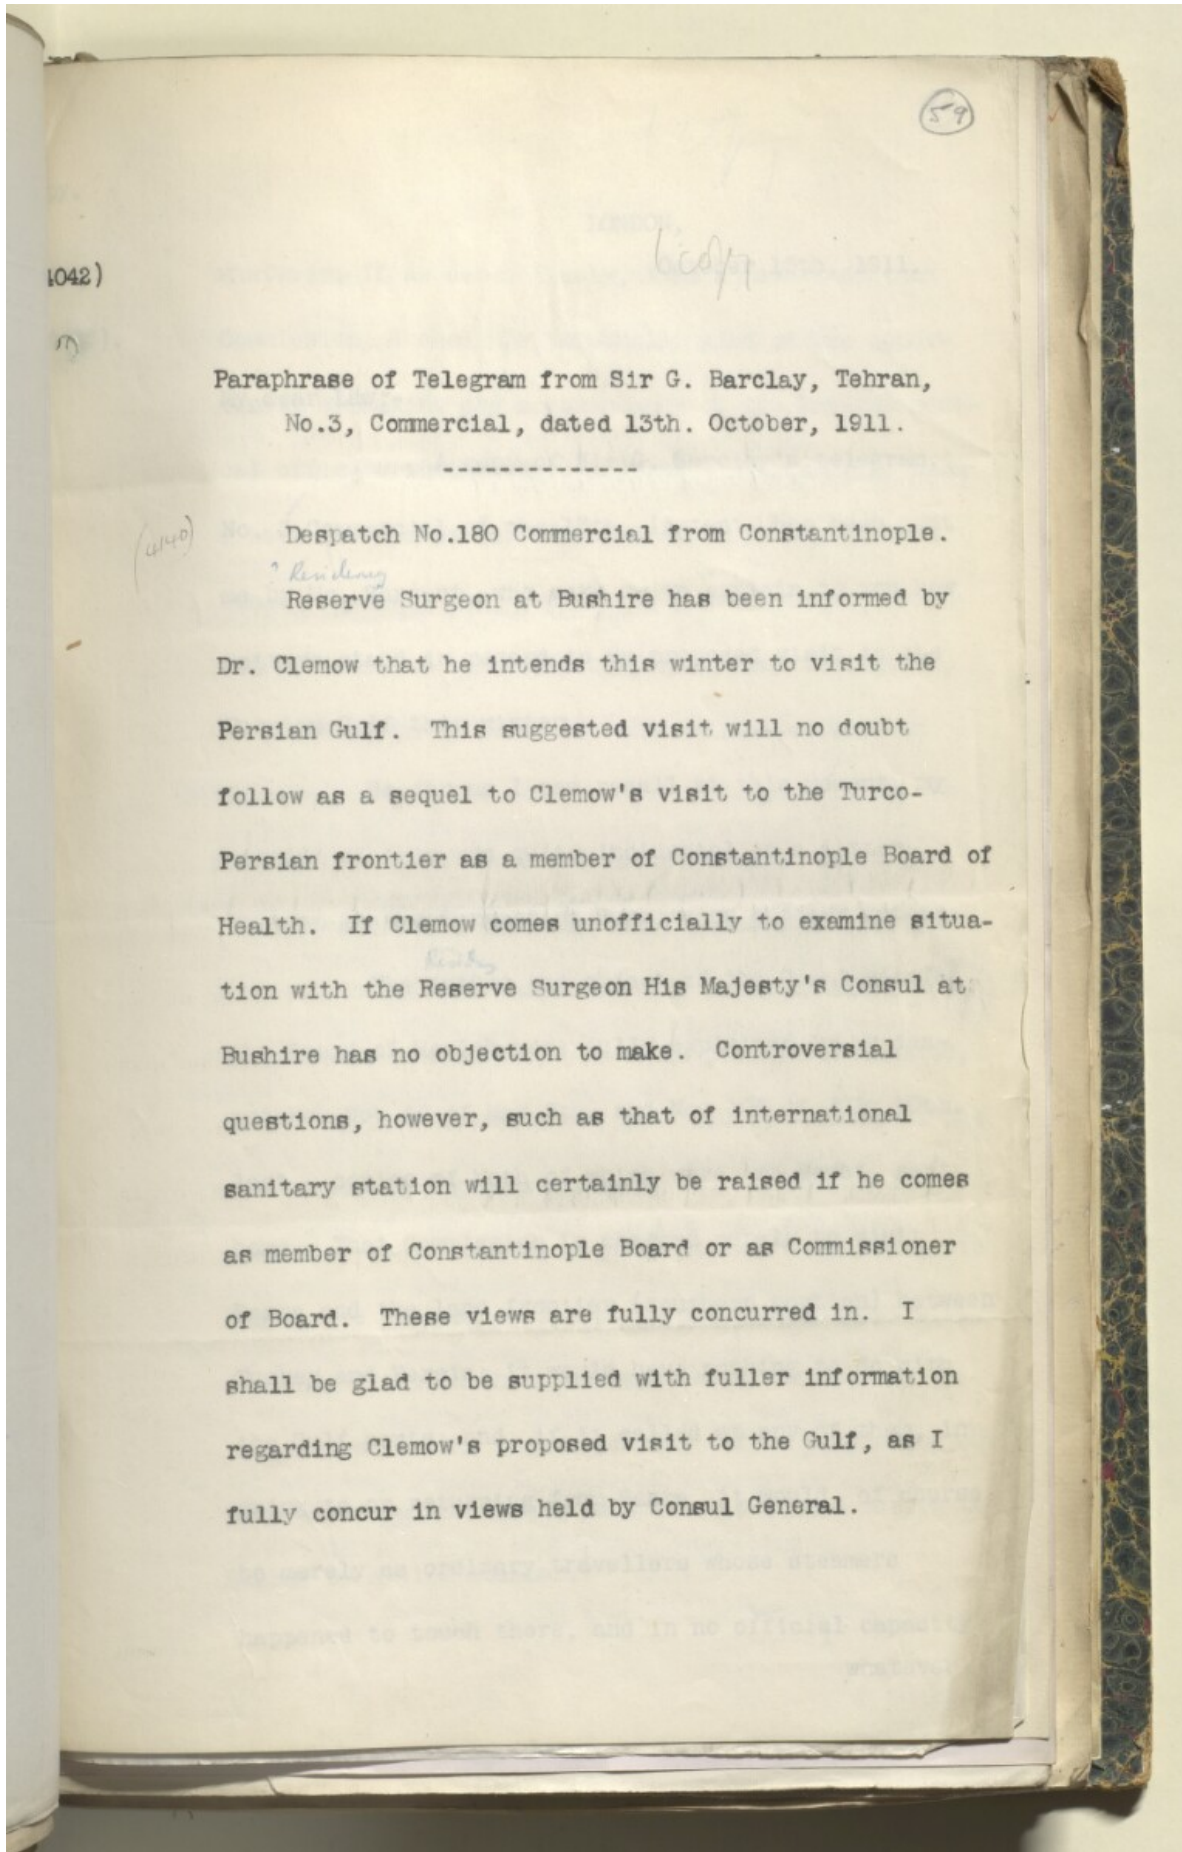 59
4042)
Paraphrase of Telegram from Sir G. Barclay, Tehran,
No.3, Commercial, dated 13th. October, 1911.
--------------
(4140)
Despatch No.180 Commercial from Constantinople.
? Residency
Reserve Surgeon at Bushire has been informed by
Dr. Clemow that he intends this winter to visit the
Persian Gulf. This suggested visit will no doubt
follow as a sequel to Clemow's visit to the Turco-
Persian frontier as a member of Constantinople Board of
Health. If Clemow comes unofficially to examine situa-
Residency
tion with the Reserve Surgeon His Majesty's Consul at
Bushire has no objection to make. Controversial
questions, however, such as that of international
sanitary station will certainly be raised if he comes
as member of Constantinople Board or as Commissioner
of Board. These views are fully concurred in. I
shall be glad to be supplied with fuller information
regarding Clemow's proposed visit to the Gulf, as I
fully concur in views held by Consul General.